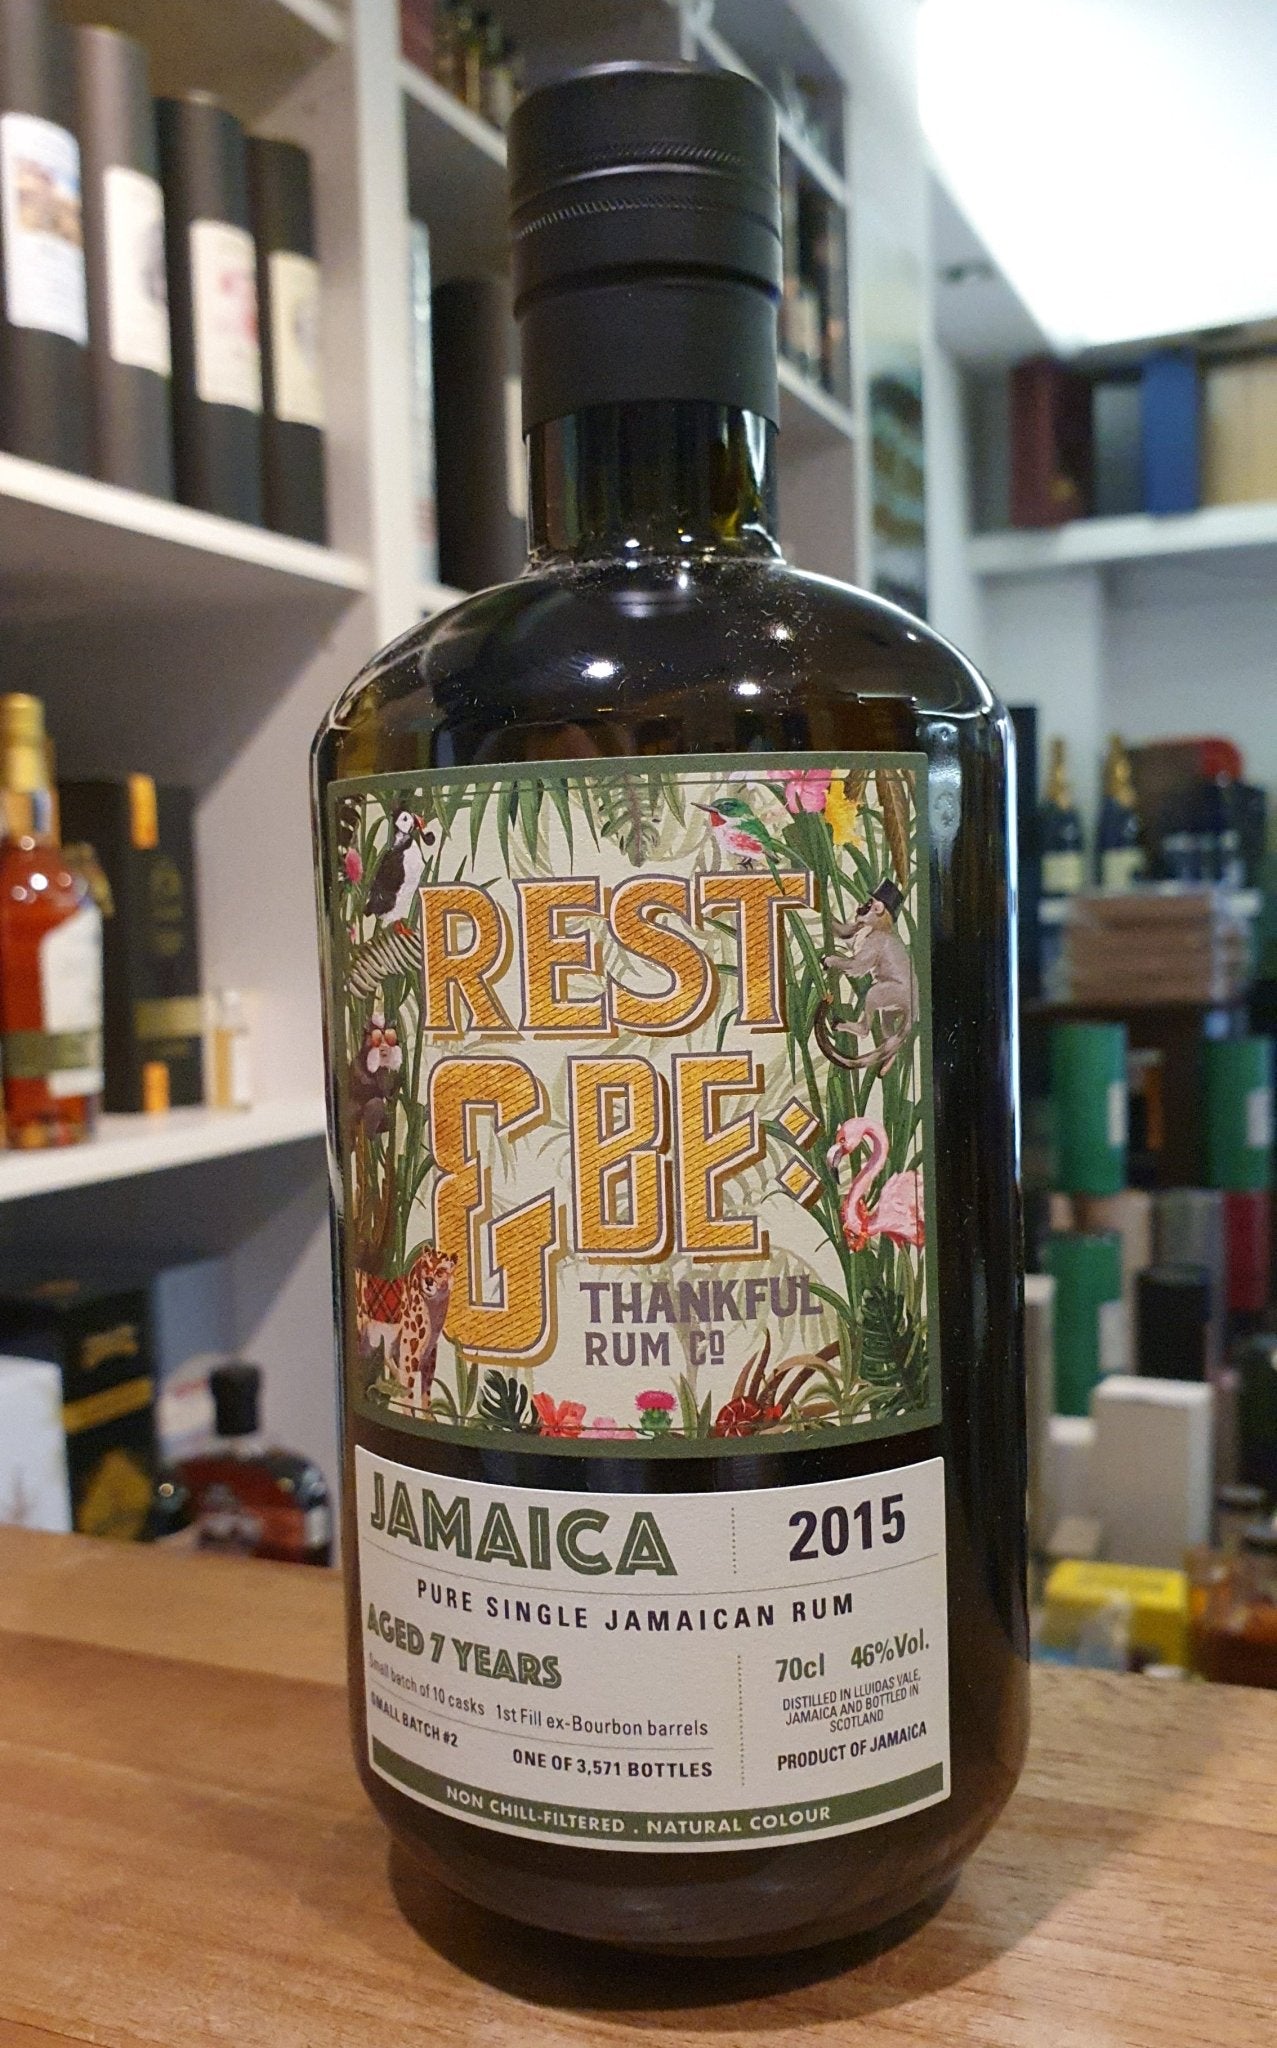 REST
& BE:
THANKFUL
RUM CO
JAMAICA
2015
PURE SINGLE JAMAICAN RUM
AGED 7 YEARS
Small batch of 10 casks 1st Fill ex-Bourbon barrels
SMALL BATCH #2
ONE OF 3,571 BOTTLES
70cl 46%Vol.
DISTILLED IN LLUIDAS VALE,
JAMAICA AND BOTTLED IN
SCOTLAND
PRODUCT OF JAMAICA
NON CHILL-FILTERED . NATURAL COLOUR